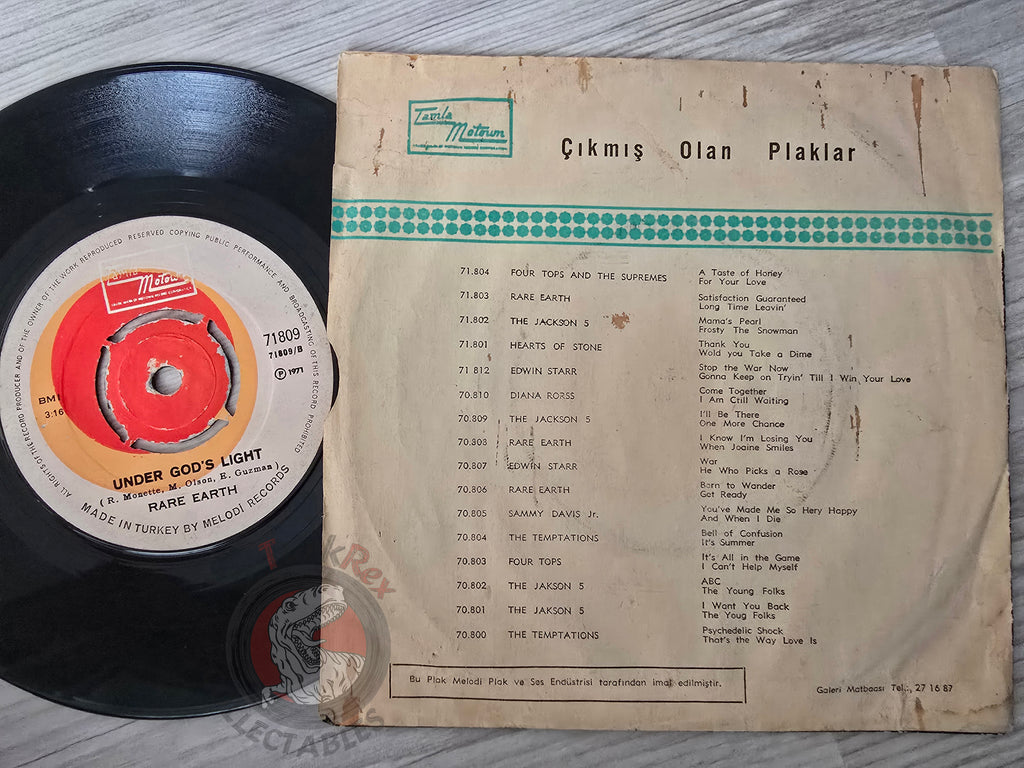 Tamla
Motown
TRADE MARK OF MOTOWN RECORD CORPORATION
Çıkmış Olan Plaklar
71.804 FOUR TOPS AND THE SUPREMES A Taste of Honey
For Your Love
71.803 RARE EARTH Satisfaction Guaranteed
Long Time Leavin'
71.802 THE JACKSON 5 Mama's Pearl
Frosty The Snowman
71.801 HEARTS OF STONE Thank You
Wold you Take a Dime
71.812 EDWIN STARR Stop the War Now
Gonna Keep on Tryin' Till I Win Your Love
70.810 DIANA RORSS Come Together
I Am Crill Waiting
70.809 THE JACKSON 5 I'll Be There
One More Chance
70.808 RARE EARTH I Know I'm Losing You
When Joaine Smiles
70.807 EDWIN STARR War
He Who Picks a Rose
70.806 RARE EARTH Born to Wander
Get Ready
70.805 SAMMY DAVIS Jr. You've Made Me So Hery Happy
And When I Die
70.804 THE TEMPTATIONS Bell of Confusion
It's Summer
70.803 FOUR TOPS It's All in the Game
I Can't Help Myself
70.802 THE JAKSON 5 ABC
The Young Folks
70.801 THE JAKSON 5 I Want You Back
The Youg Folks
70.800 THE TEMPTATIONS Psychedelic Shock
That's the Way Love Is
Bu Plak Melodi Plak ve Ses Endüstrisi tarafından imal edilmiştir.
Galeri Matbaası Tel.:, 27 16 87
ALL RIGHTS OF THE RECORD PRODUCER AND OF THE OWNER OF THE WORK REPRODUCED RESERVED COPYING PUBLIC PERFORMANCE AND BROADCASTING OF THIS RECORD PROHIBITED
Tamla
Motown
71809
71809/B
Ⓟ 1971
BMI
3:16
UNDER GOD'S LIGHT
( R. Monette, M. Olson, E. Guzman )
RARE EARTH
MADE IN TURKEY BY MELODİ RECORDS